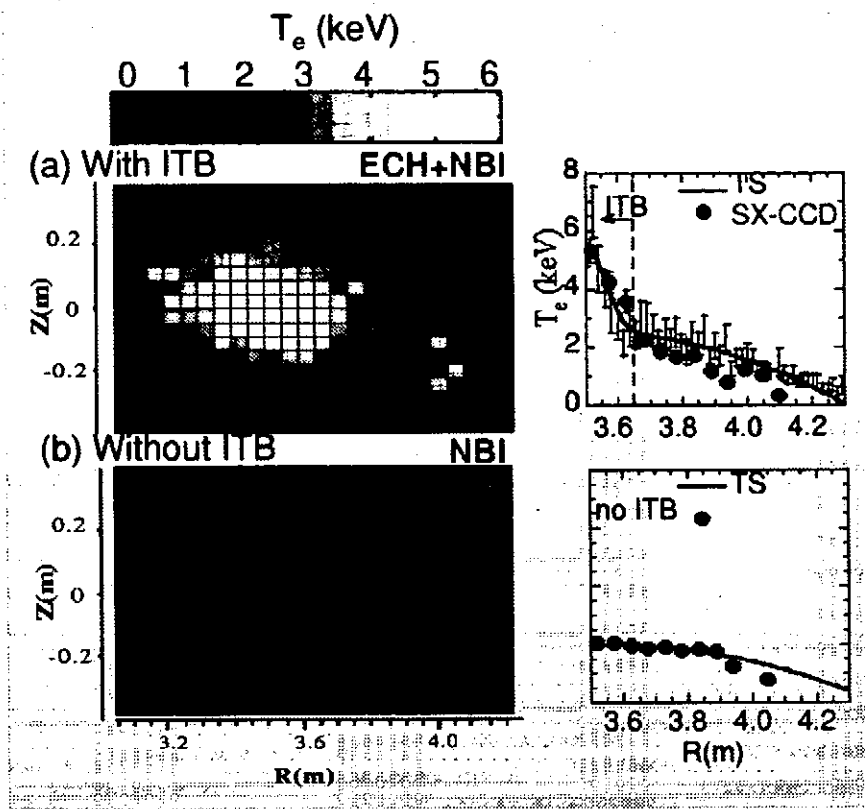 Te (keV)
0 1 2 3 4 5 6
(a) With ITB ECH+NBI
0.2
0
-0.2
Z(m)
8
6
4
2
0
Te (keV)
ITB
TS
SX-CCD
3.6 3.8 4.0 4.2
(b) Without ITB NBI
0.2
0
-0.2
Z(m)
3.2 3.6 4.0
R(m)
no ITB
TS
3.6 3.8 4.0 4.2
R(m)